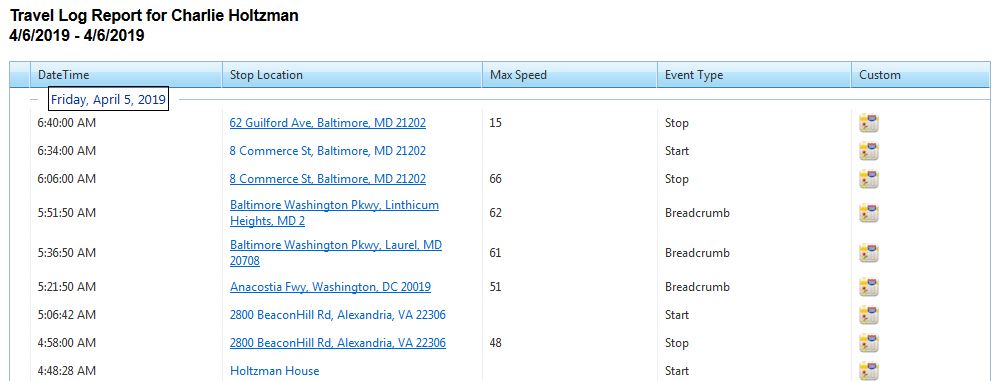 Travel Log Report for Charlie Holtzman
4/6/2019 - 4/6/2019
DateTime Stop Location Max Speed Event Type Custom
Friday, April 5, 2019
6:40:00 AM 62 Guilford Ave, Baltimore, MD 21202 15 Stop
6:34:00 AM 8 Commerce St, Baltimore, MD 21202 Start
6:06:00 AM 8 Commerce St, Baltimore, MD 21202 66 Stop
5:51:50 AM Baltimore Washington Pkwy, Linthicum 62 Breadcrumb
Heights, MD 2
5:36:50 AM Baltimore Washington Pkwy, Laurel, MD 61 Breadcrumb
20708
5:21:50 AM Anacostia Fwy, Washington, DC 20019 51 Breadcrumb
5:06:42 AM 2800 BeaconHill Rd, Alexandria, VA 22306 Start
4:58:00 AM 2800 BeaconHill Rd, Alexandria, VA 22306 48 Stop
4:48:28 AM Holtzman House Start